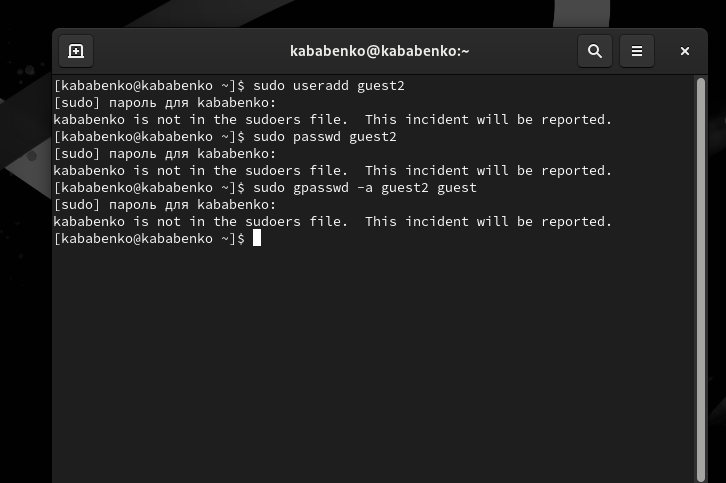 kababenko@kababenko:~
[kababenko@kababenko ~]$ sudo useradd guest2
[sudo] пароль для kababenko:
kababenko is not in the sudoers file.  This incident will be reported.
[kababenko@kababenko ~]$ sudo passwd guest2
[sudo] пароль для kababenko:
kababenko is not in the sudoers file.  This incident will be reported.
[kababenko@kababenko ~]$ sudo gpasswd -a guest2 guest
[sudo] пароль для kababenko:
kababenko is not in the sudoers file.  This incident will be reported.
[kababenko@kababenko ~]$